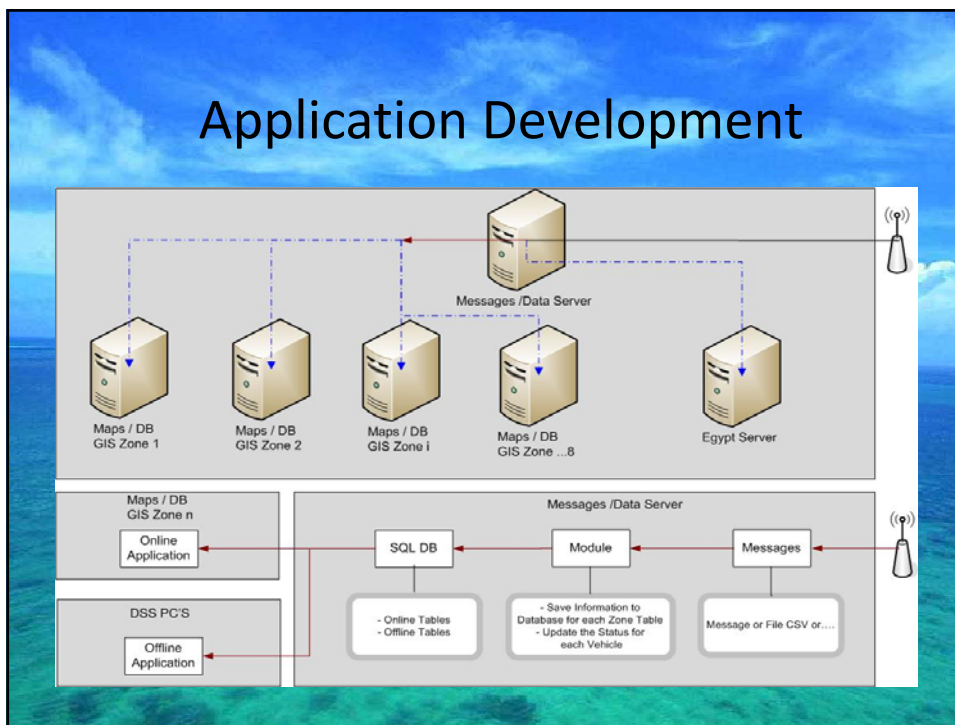 Application Development
Messages /Data Server
Maps / DB
GIS Zone 1
Maps / DB
GIS Zone 2
Maps / DB
GIS Zone i
Maps / DB
GIS Zone ...8
Egypt Server
Maps / DB
GIS Zone n
Online
Application
DSS PC'S
Offline
Application
Messages /Data Server
SQL DB
Module
Messages
- Online Tables
- Offline Tables
- Save Information to
Database for each Zone Table
- Update the Status for
each Vehicle
Message or File CSV or....